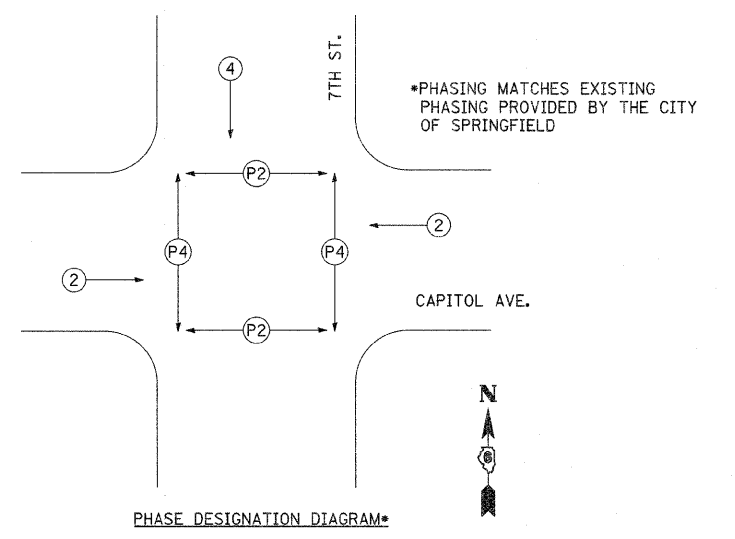 7TH ST.
4
*PHASING MATCHES EXISTING
PHASING PROVIDED BY THE CITY
OF SPRINGFIELD
P2
2
P4
P4
2
CAPITOL AVE.
P2
N
6
PHASE DESIGNATION DIAGRAM*